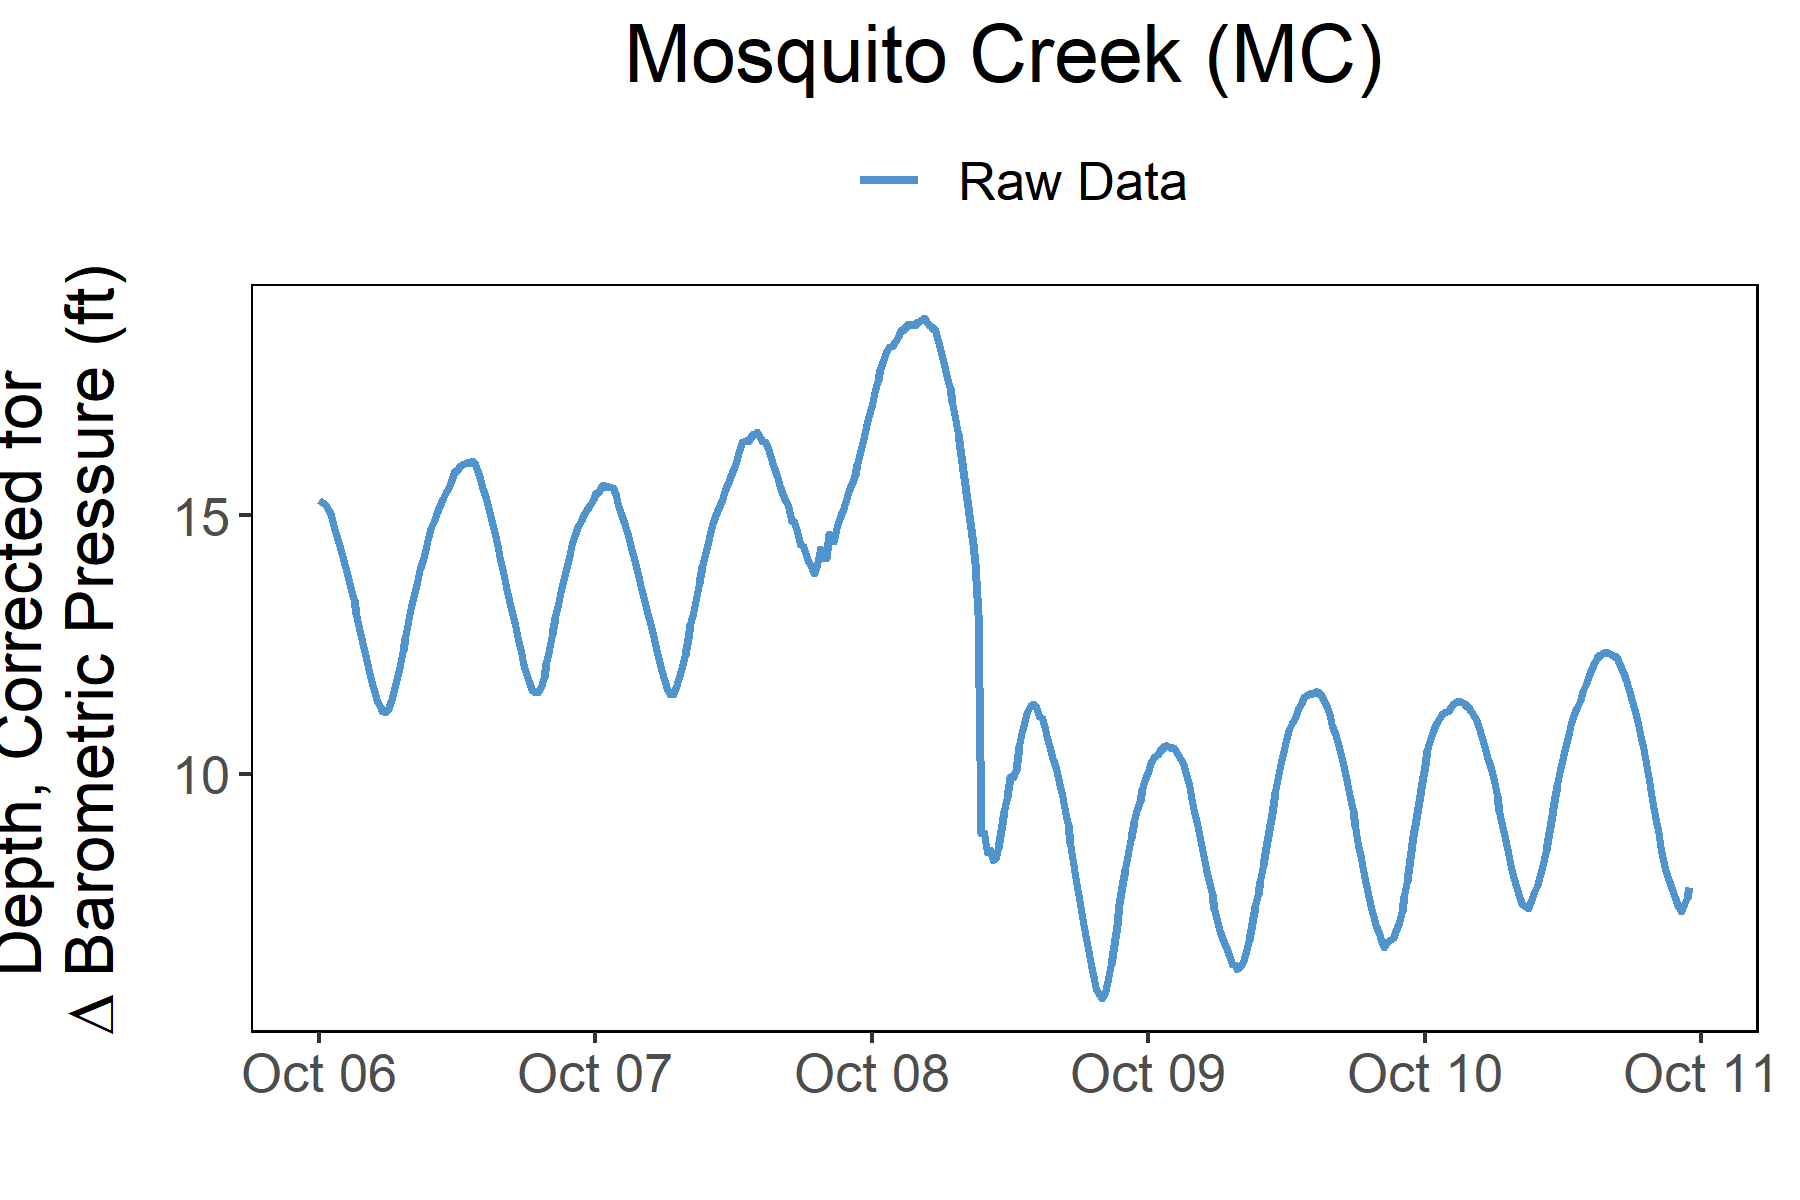 Mosquito Creek (MC)
Raw Data
Depth, Corrected for
Δ Barometric Pressure (ft)
15
10
Oct 06 Oct 07 Oct 08 Oct 09 Oct 10 Oct 11